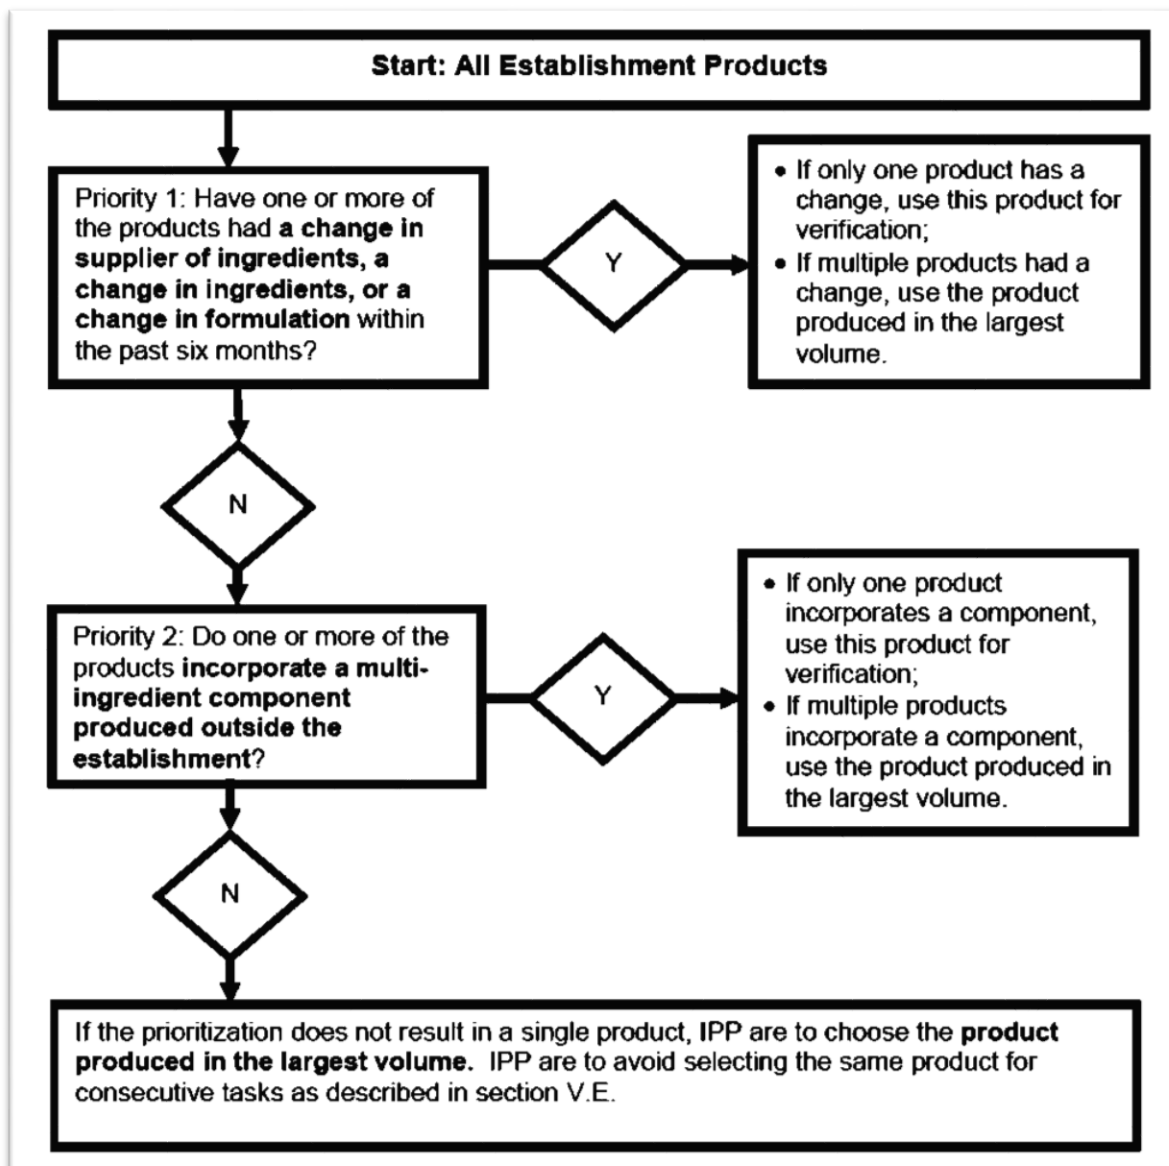 Start: All Establishment Products
Priority 1: Have one or more of
the products had a change in
supplier of ingredients, a
change in ingredients, or a
change in formulation within
the past six months?
Y
• If only one product has a
change, use this product for
verification;
• If multiple products had a
change, use the product
produced in the largest
volume.
N
Priority 2: Do one or more of the
products incorporate a multi-
ingredient component
produced outside the
establishment?
Y
• If only one product
incorporates a component,
use this product for
verification;
• If multiple products
incorporate a component,
use the product produced in
the largest volume.
N
If the prioritization does not result in a single product, IPP are to choose the product
produced in the largest volume. IPP are to avoid selecting the same product for
consecutive tasks as described in section V.E.